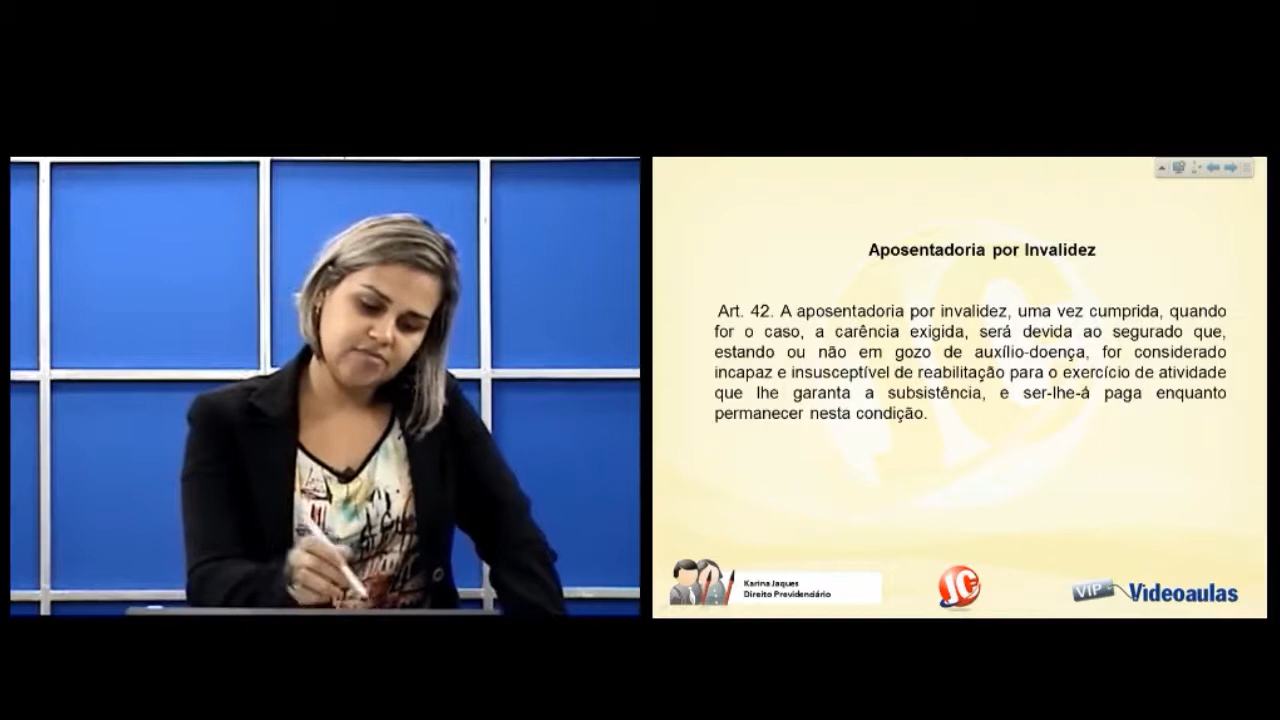 Aposentadoria por Invalidez
Art. 42. A aposentadoria por invalidez, uma vez cumprida, quando
for o caso, a carência exigida, será devida ao segurado que,
estando ou não em gozo de auxílio-doença, for considerado
incapaz e insusceptível de reabilitação para o exercício de atividade
que lhe garanta a subsistência, e ser-lhe-á paga enquanto
permanecer nesta condição.
Karina Jaques
Direito Previdenciário
JC
VIP Videoaulas